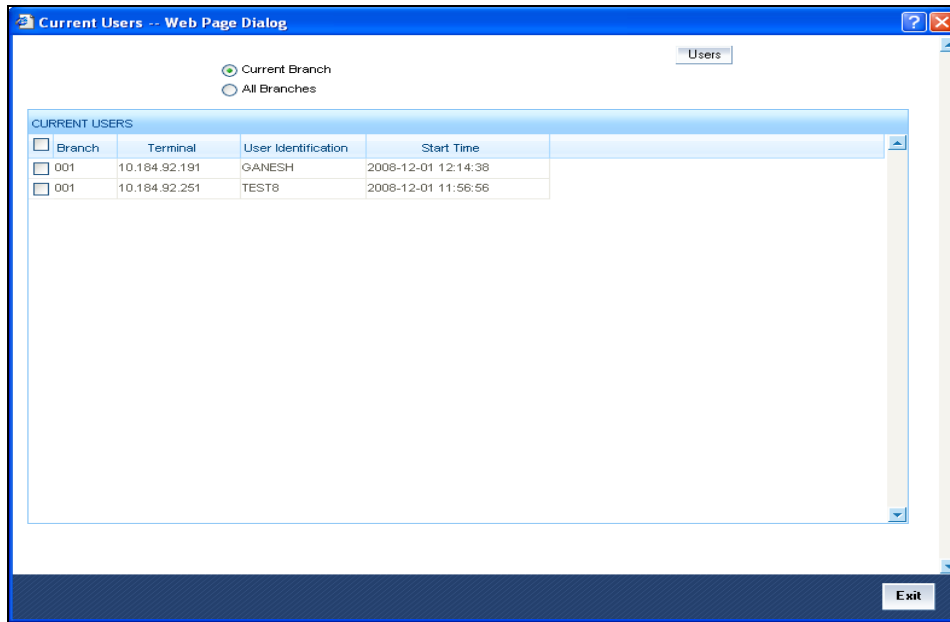 Current Users -- Web Page Dialog
?
Users
Current Branch
All Branches
CURRENT USERS
Branch Terminal User Identification Start Time
001 10.184.92.191 GANESH 2008-12-01 12:14:38
001 10.184.92.251 TEST8 2008-12-01 11:56:56
Exit